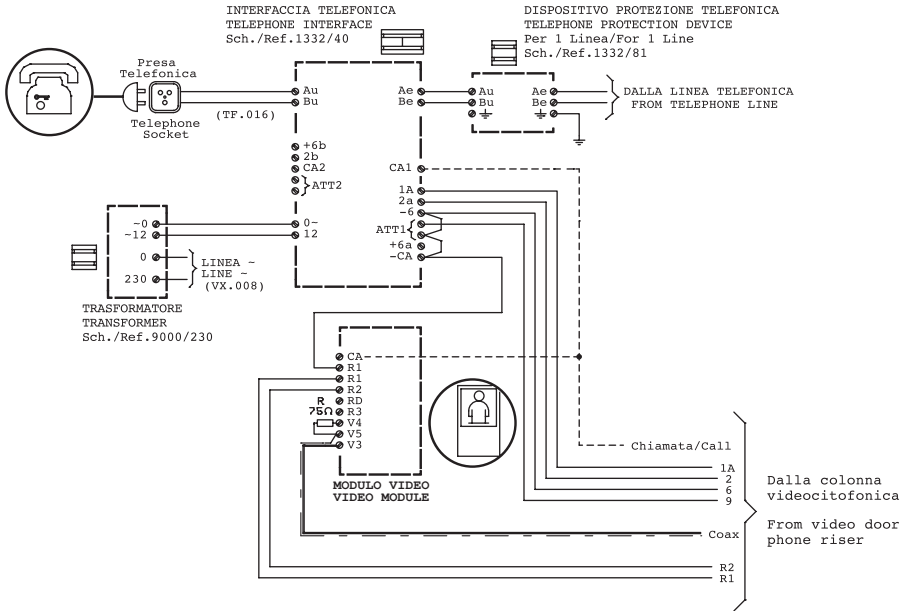 INTERFACCIA TELEFONICA
TELEPHONE INTERFACE
Sch./Ref.1332/40
DISPOSITIVO PROTEZIONE TELEFONICA
TELEPHONE PROTECTION DEVICE
Per 1 Linea/For 1 Line
Sch./Ref.1332/81
Presa
Telefonica
Telephone
Socket
(TF.016)
Au
Bu
+6b
2b
CA2
ATT2
0~
12
Ae
Be
CA1
1A
2a
-6
ATT1
+6a
-CA
Au
Bu
Ae
Be
DALLA LINEA TELEFONICA
FROM TELEPHONE LINE
~0
~12
0
230
LINEA ~
LINE ~
(VX.008)
TRASFORMATORE
TRANSFORMER
Sch./Ref.9000/230
CA
R1
R1
R2
RD
R3
V4
V5
V3
R
75Ω
MODULO VIDEO
VIDEO MODULE
Chiamata/Call
1A
2
6
9
Coax
R2
R1
Dalla colonna
videocitofonica
From video door
phone riser